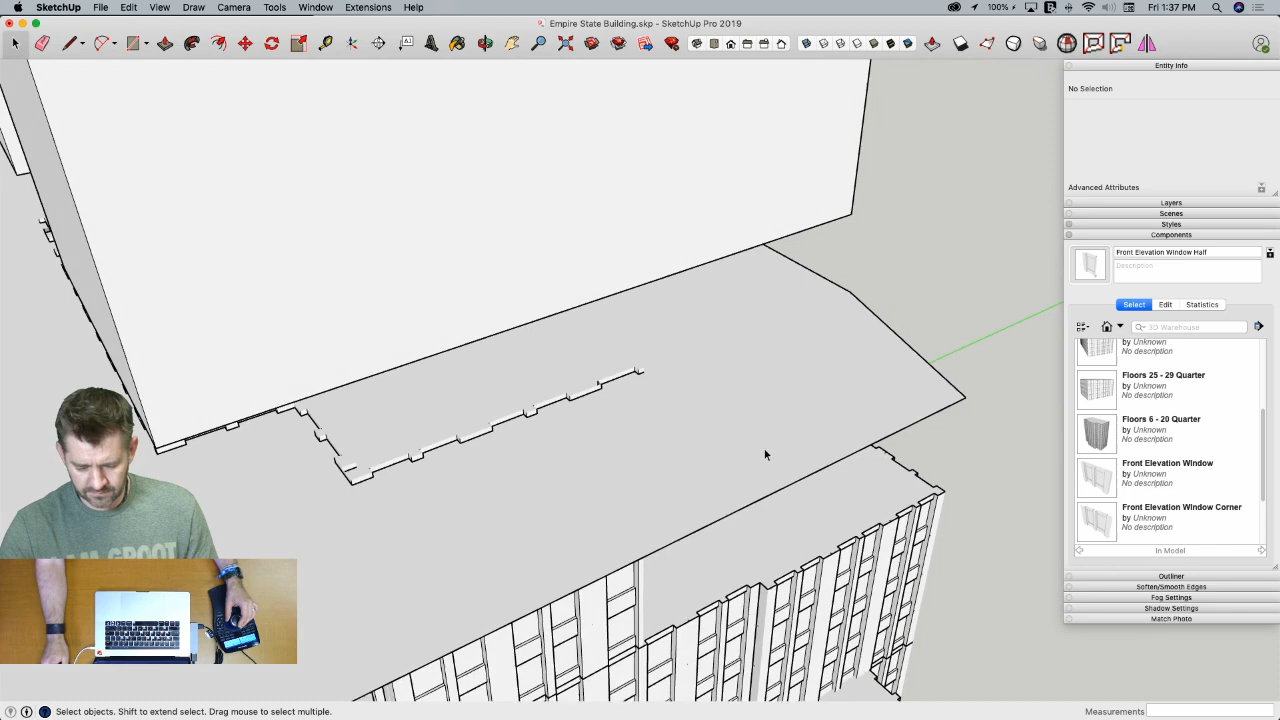 SketchUp File Edit View Draw Camera Tools Window Extensions Help 100% Fri 1:37 PM
Empire State Building.skp - SketchUp Pro 2019
Entity Info
No Selection
Advanced Attributes
Layers
Scenes
Styles
Components
Front Elevation Window Half
Description
Select Edit Statistics
3D Warehouse
by Unknown
No description
Floors 25 - 29 Quarter
by Unknown
No description
Floors 6 - 20 Quarter
by Unknown
No description
Front Elevation Window
by Unknown
No description
Front Elevation Window Corner
by Unknown
No description
In Model
Outliner
Soften/Smooth Edges
Fog Settings
Shadow Settings
Match Photo
I AM GROOT
Select objects. Shift to extend select. Drag mouse to select multiple.
Measurements